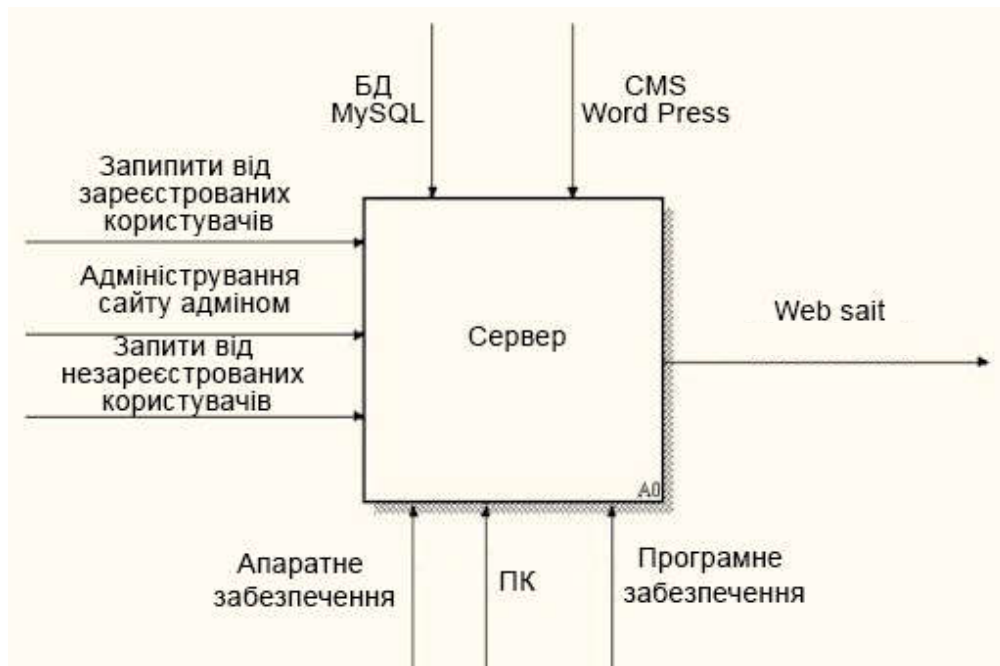 БД
MySQL
CMS
Word Press
Запипити від
зареєстрованих
користувачів
Адміністрування
сайту адміном
Запити від
незареєстрованих
користувачів
Сервер
Web sait
A0
Апаратне
забезпечення
ПК
Програмне
забезпечення